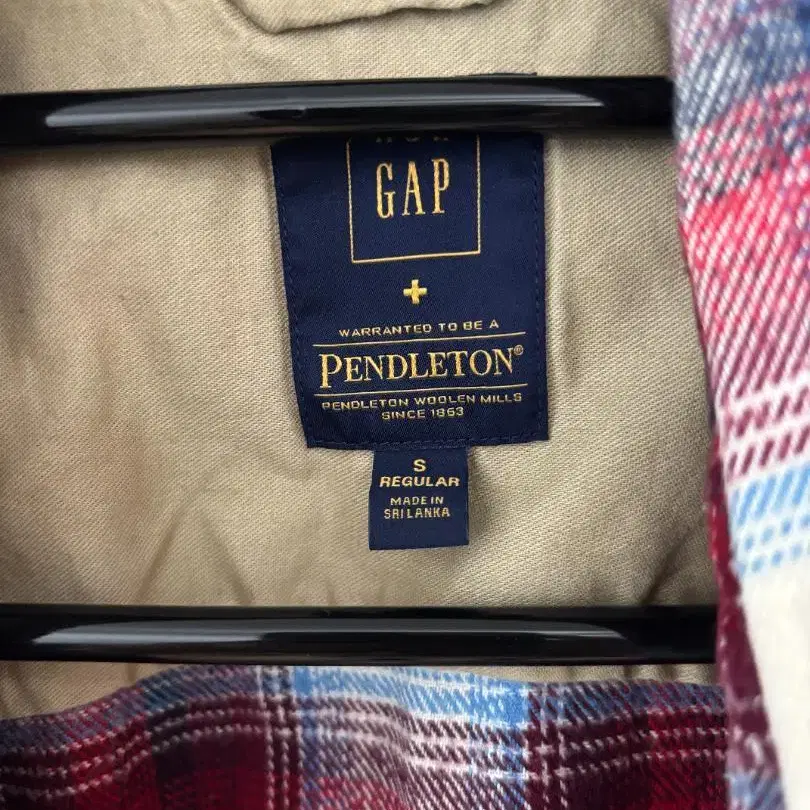 GAP
+
WARRANTED TO BE A
PENDLETON®
PENDLETON WOOLEN MILLS
SINCE 1863
S
REGULAR
MADE IN
SRI LANKA